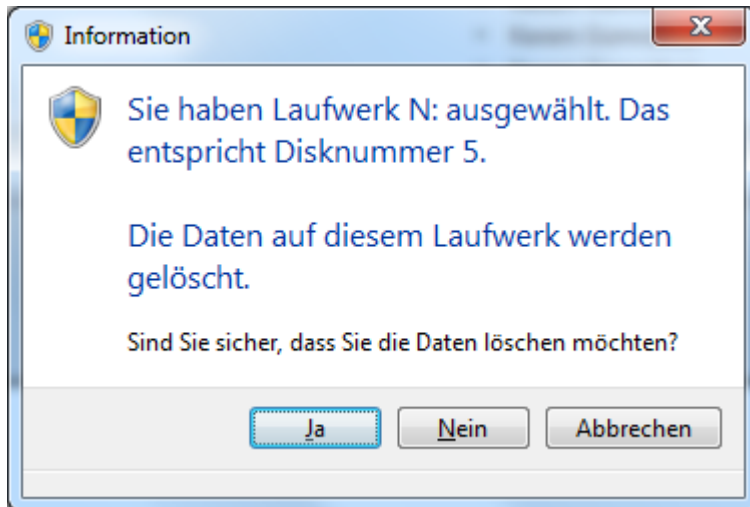 Information
Sie haben Laufwerk N: ausgewählt. Das
entspricht Disknummer 5.
Die Daten auf diesem Laufwerk werden
gelöscht.
Sind Sie sicher, dass Sie die Daten löschen möchten?
Ja
Nein
Abbrechen